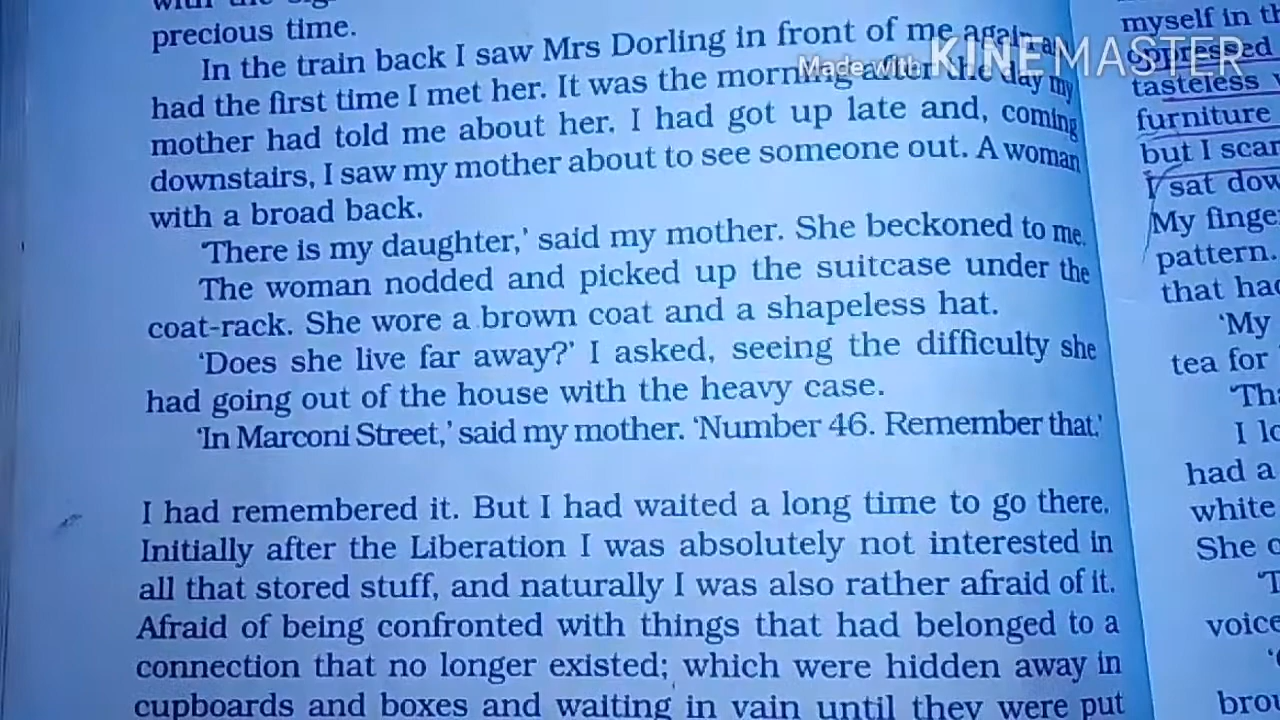 precious time.
In the train back I saw Mrs Dorling in front of me again as
had the first time I met her. It was the morning after the day my
mother had told me about her. I had got up late and, coming
downstairs, I saw my mother about to see someone out. A woman
with a broad back.
'There is my daughter,' said my mother. She beckoned to me.
The woman nodded and picked up the suitcase under the
coat-rack. She wore a brown coat and a shapeless hat.
'Does she live far away?' I asked, seeing the difficulty she
had going out of the house with the heavy case.
'In Marconi Street,' said my mother. 'Number 46. Remember that.'
I had remembered it. But I had waited a long time to go there.
Initially after the Liberation I was absolutely not interested in
all that stored stuff, and naturally I was also rather afraid of it.
Afraid of being confronted with things that had belonged to a
connection that no longer existed; which were hidden away in
cupboards and boxes and waiting in vain until they were put
Made with KINEMASTER
myself in
oppressed
tasteless
furniture
but I
I sat
My
pattern.
that
'My
tea for
I
had a
white
She
voice